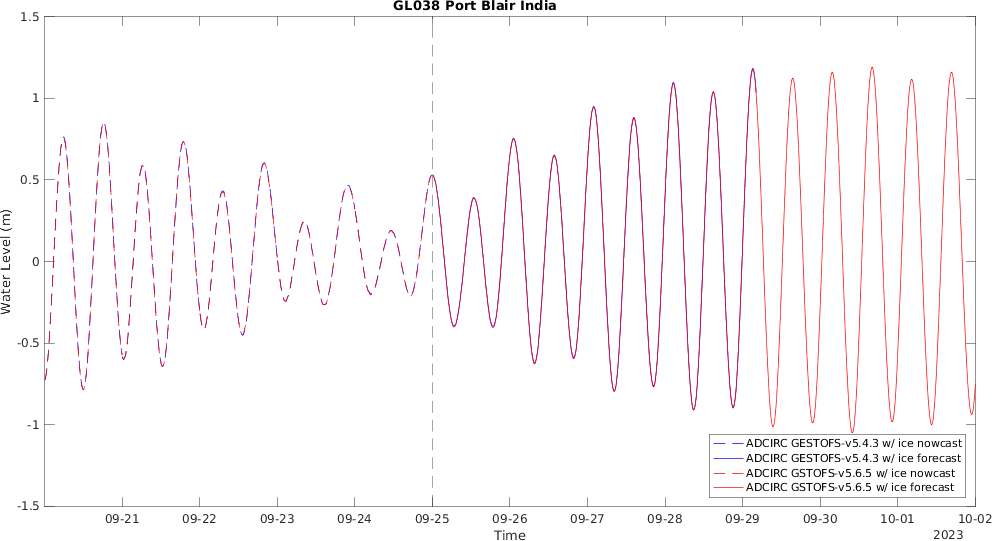 GL038 Port Blair India
1.5
1
0.5
0
-0.5
-1
-1.5
Water Level (m)
ADCIRC GESTOFS-v5.4.3 w/ ice nowcast
ADCIRC GESTOFS-v5.4.3 w/ ice forecast
ADCIRC GSTOFS-v5.6.5 w/ ice nowcast
ADCIRC GSTOFS-v5.6.5 w/ ice forecast
09-21 09-22 09-23 09-24 09-25 09-26 09-27 09-28 09-29 09-30 10-01 10-02
Time
2023